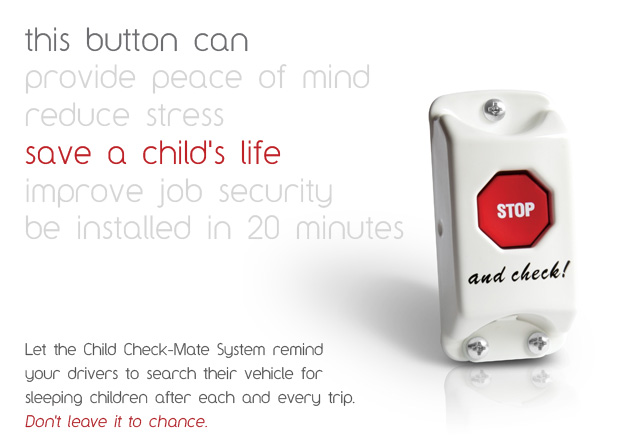 this button can
provide peace of mind
reduce stress
save a child's life
improve job security
be installed in 20 minutes
STOP
and check!
Let the Child Check-Mate System remind
your drivers to search their vehicle for
sleeping children after each and every trip.
Don't leave it to chance.